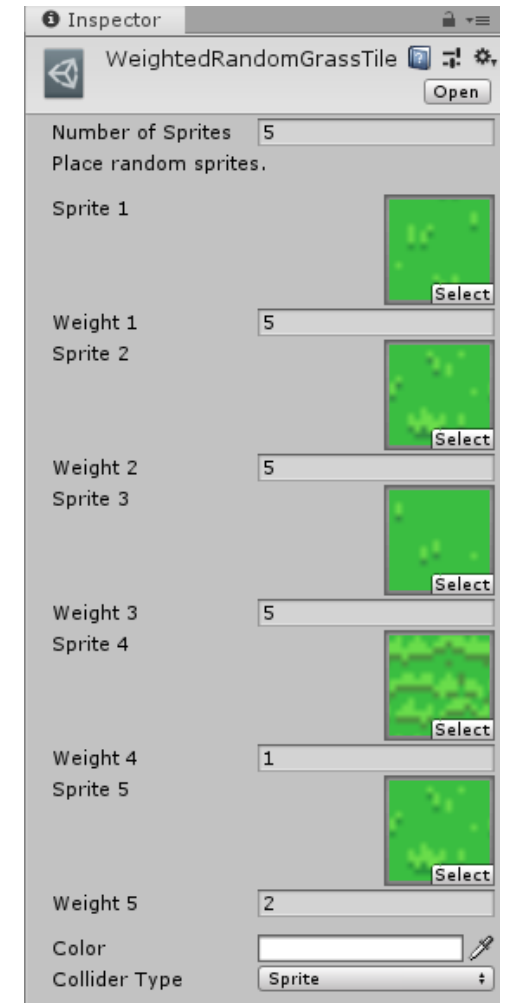 Inspector
WeightedRandomGrassTile
Open
Number of Sprites 5
Place random sprites.
Sprite 1
Select
Weight 1 5
Sprite 2
Select
Weight 2 5
Sprite 3
Select
Weight 3 5
Sprite 4
Select
Weight 4 1
Sprite 5
Select
Weight 5 2
Color
Collider Type Sprite